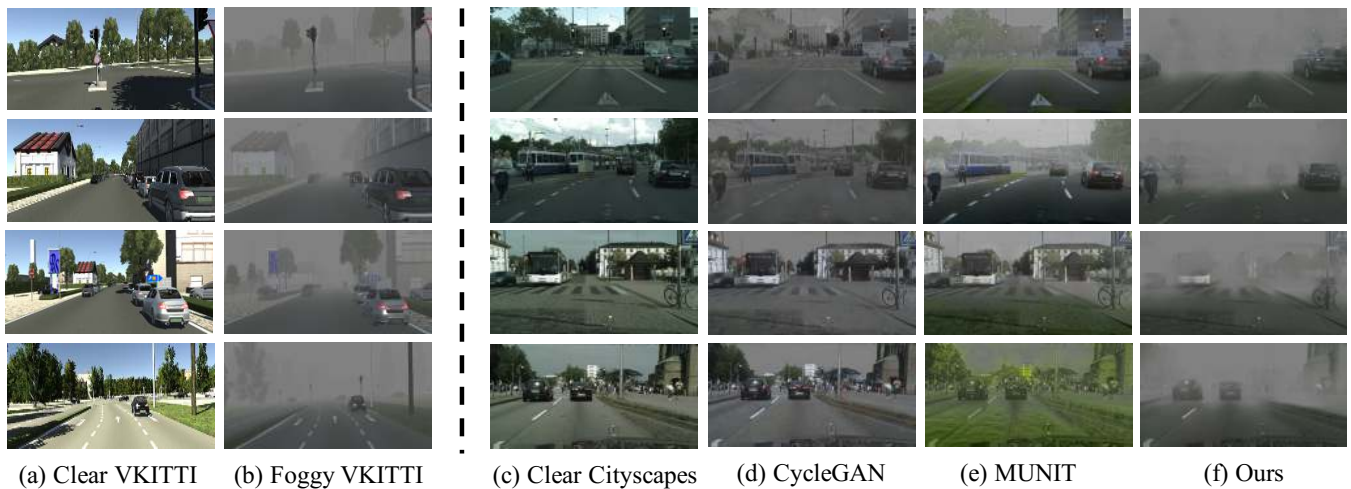 (a) Clear VKITTI
(b) Foggy VKITTI
(c) Clear Cityscapes
(d) CycleGAN
(e) MUNIT
(f) Ours